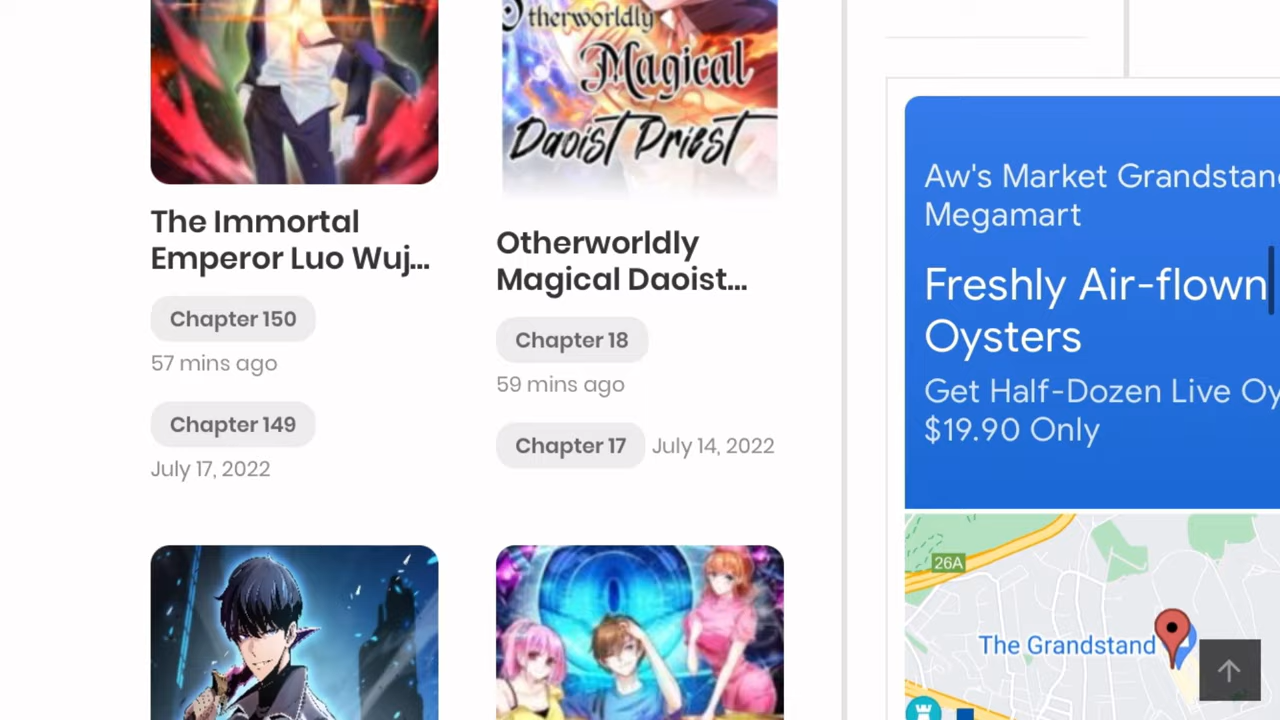 Otherworldly
Magical
Daoist Priest
The Immortal
Emperor Luo Wuj...
Chapter 150
57 mins ago
Chapter 149
July 17, 2022
Otherworldly
Magical Daoist...
Chapter 18
59 mins ago
Chapter 17 July 14, 2022
Aw's Market Grandstan
Megamart
Freshly Air-flown
Oysters
Get Half-Dozen Live Oy
$19.90 Only
26A
The Grandstand